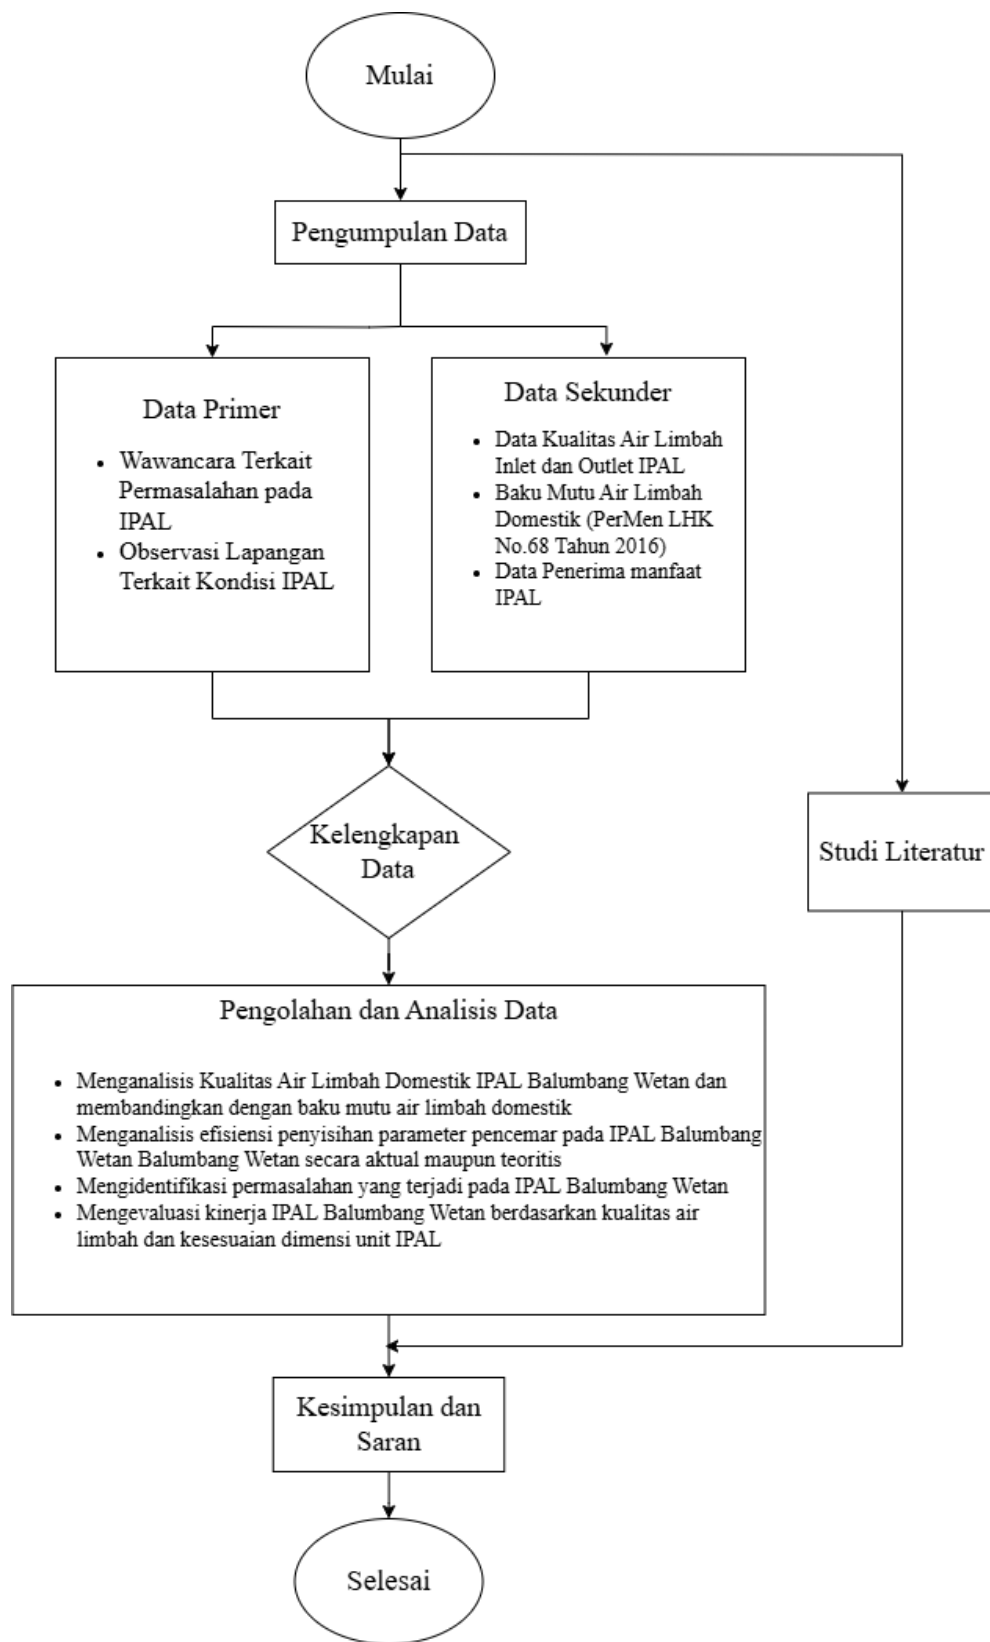 Mulai
Pengumpulan Data
Data Primer
• Wawancara Terkait
Permasalahan pada
IPAL
• Observasi Lapangan
Terkait Kondisi IPAL
Data Sekunder
• Data Kualitas Air Limbah
Inlet dan Outlet IPAL
• Baku Mutu Air Limbah
Domestik (PerMen LHK
No.68 Tahun 2016)
• Data Penerima manfaat
IPAL
Kelengkapan
Data
Studi Literatur
Pengolahan dan Analisis Data
• Menganalisis Kualitas Air Limbah Domestik IPAL Balumbang Wetan dan
membandingkan dengan baku mutu air limbah domestik
• Menganalisis efisiensi penyisihan parameter pencemar pada IPAL Balumbang
Wetan Balumbang Wetan secara aktual maupun teoritis
• Mengidentifikasi permasalahan yang terjadi pada IPAL Balumbang Wetan
• Mengevaluasi kinerja IPAL Balumbang Wetan berdasarkan kualitas air
limbah dan kesesuaian dimensi unit IPAL
Kesimpulan dan
Saran
Selesai